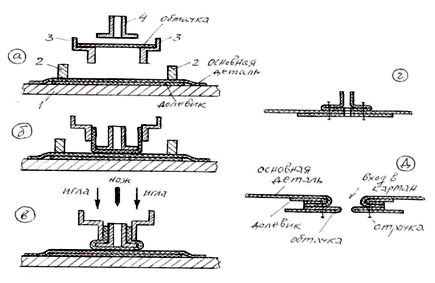 4
обтачка
3
3
а
2
2
основная
деталь
1
долевик
б
нож
игла
игла
в
г
д
основная
деталь
вход в
карман
долевик
обтачка
строчка